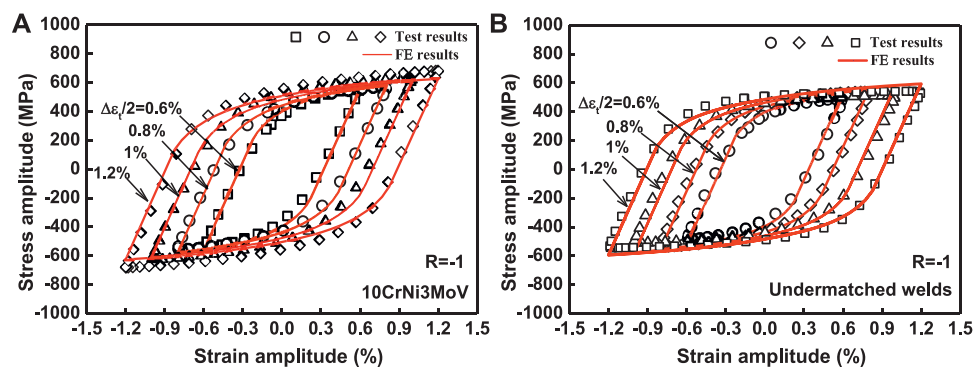 A
1000
800
600
400
200
0
-200
-400
-600
-800
-1000
Stress amplitude (MPa)
-1.5 -1.2 -0.9 -0.6 -0.3 0.0 0.3 0.6 0.9 1.2 1.5
Strain amplitude (%)
Test results
FE results
Δεt/2=0.6%
0.8%
1%
1.2%
R=-1
10CrNi3MoV
B
1000
800
600
400
200
0
-200
-400
-600
-800
-1000
Stress amplitude (MPa)
-1.5 -1.2 -0.9 -0.6 -0.3 0.0 0.3 0.6 0.9 1.2 1.5
Strain amplitude (%)
Test results
FE results
Δεt/2=0.6%
0.8%
1%
1.2%
R=-1
Undermatched welds